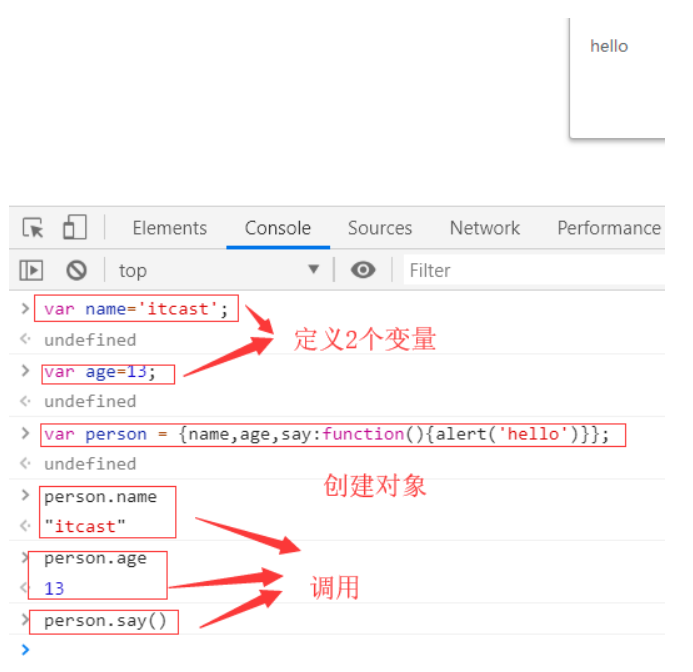 hello
Elements Console Sources Network Performance
top Filter
> var name='itcast';
undefined
定义2个变量
> var age=13;
undefined
> var person = {name,age,say:function(){alert('hello')}};
undefined
创建对象
> person.name
"itcast"
> person.age
13
调用
> person.say()
>